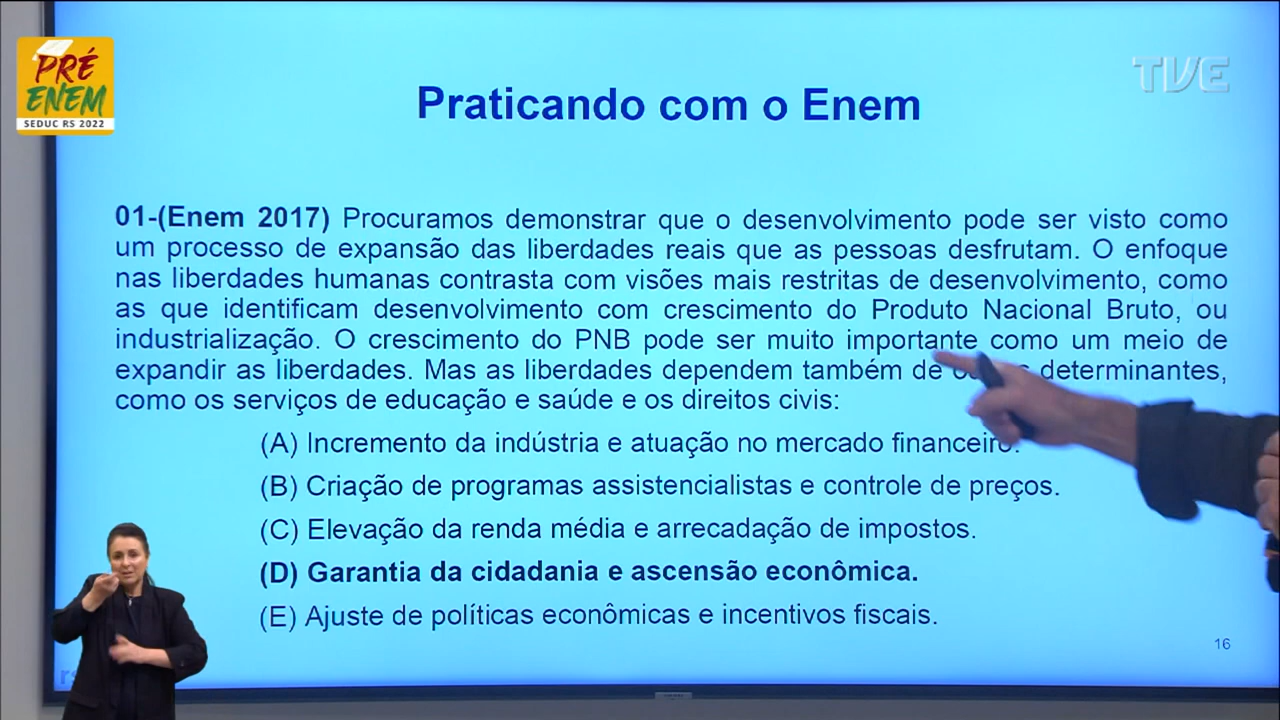 PRÉ
ENEM
SEDUC RS 2022
TVE
Praticando com o Enem
01-(Enem 2017) Procuramos demonstrar que o desenvolvimento pode ser visto como
um processo de expansão das liberdades reais que as pessoas desfrutam. O enfoque
nas liberdades humanas contrasta com visões mais restritas de desenvolvimento, como
as que identificam desenvolvimento com crescimento do Produto Nacional Bruto, ou
industrialização. O crescimento do PNB pode ser muito importante como um meio de
expandir as liberdades. Mas as liberdades dependem também de determinantes,
como os serviços de educação e saúde e os direitos civis:
(A) Incremento da indústria e atuação no mercado financeiro.
(B) Criação de programas assistencialistas e controle de preços.
(C) Elevação da renda média e arrecadação de impostos.
(D) Garantia da cidadania e ascensão econômica.
(E) Ajuste de políticas econômicas e incentivos fiscais.
16